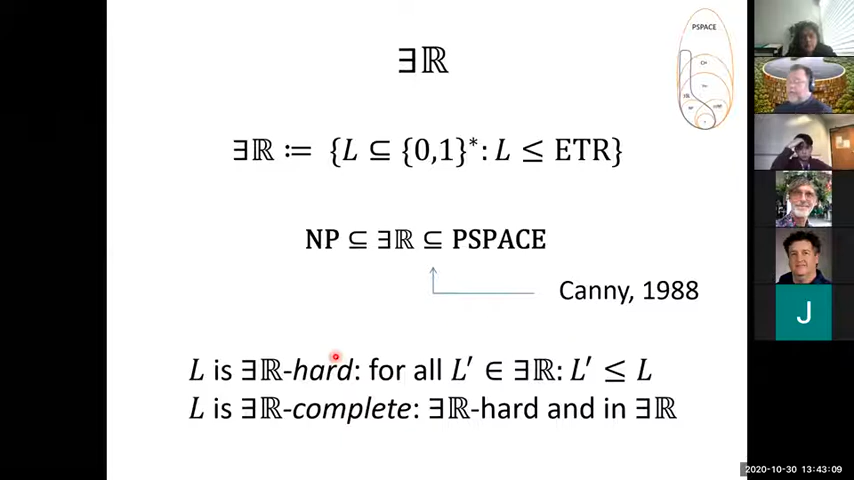 ∃ℝ
PSPACE
∃ℝ ≔ {L ⊆ {0,1}*: L ≤ ETR}
NP ⊆ ∃ℝ ⊆ PSPACE
Canny, 1988
L is ∃ℝ-hard: for all L′ ∈ ∃ℝ: L′ ≤ L
L is ∃ℝ-complete: ∃ℝ-hard and in ∃ℝ
J
2020-10-30 13:43:09